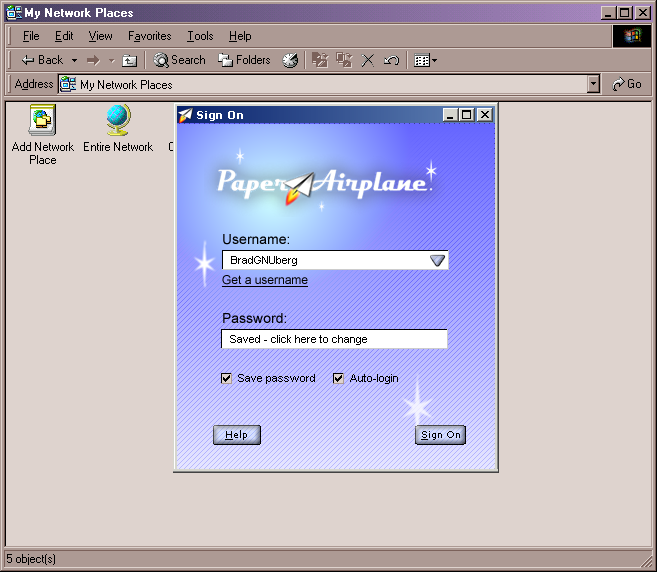 My Network Places
File Edit View Favorites Tools Help
Back Search Folders
Address My Network Places Go
Add Network
Place
Entire Network
Sign On
Paper Airplane
Username:
BradGNUberg
Get a username
Password:
Saved - click here to change
Save password Auto-login
Help Sign On
5 object(s)